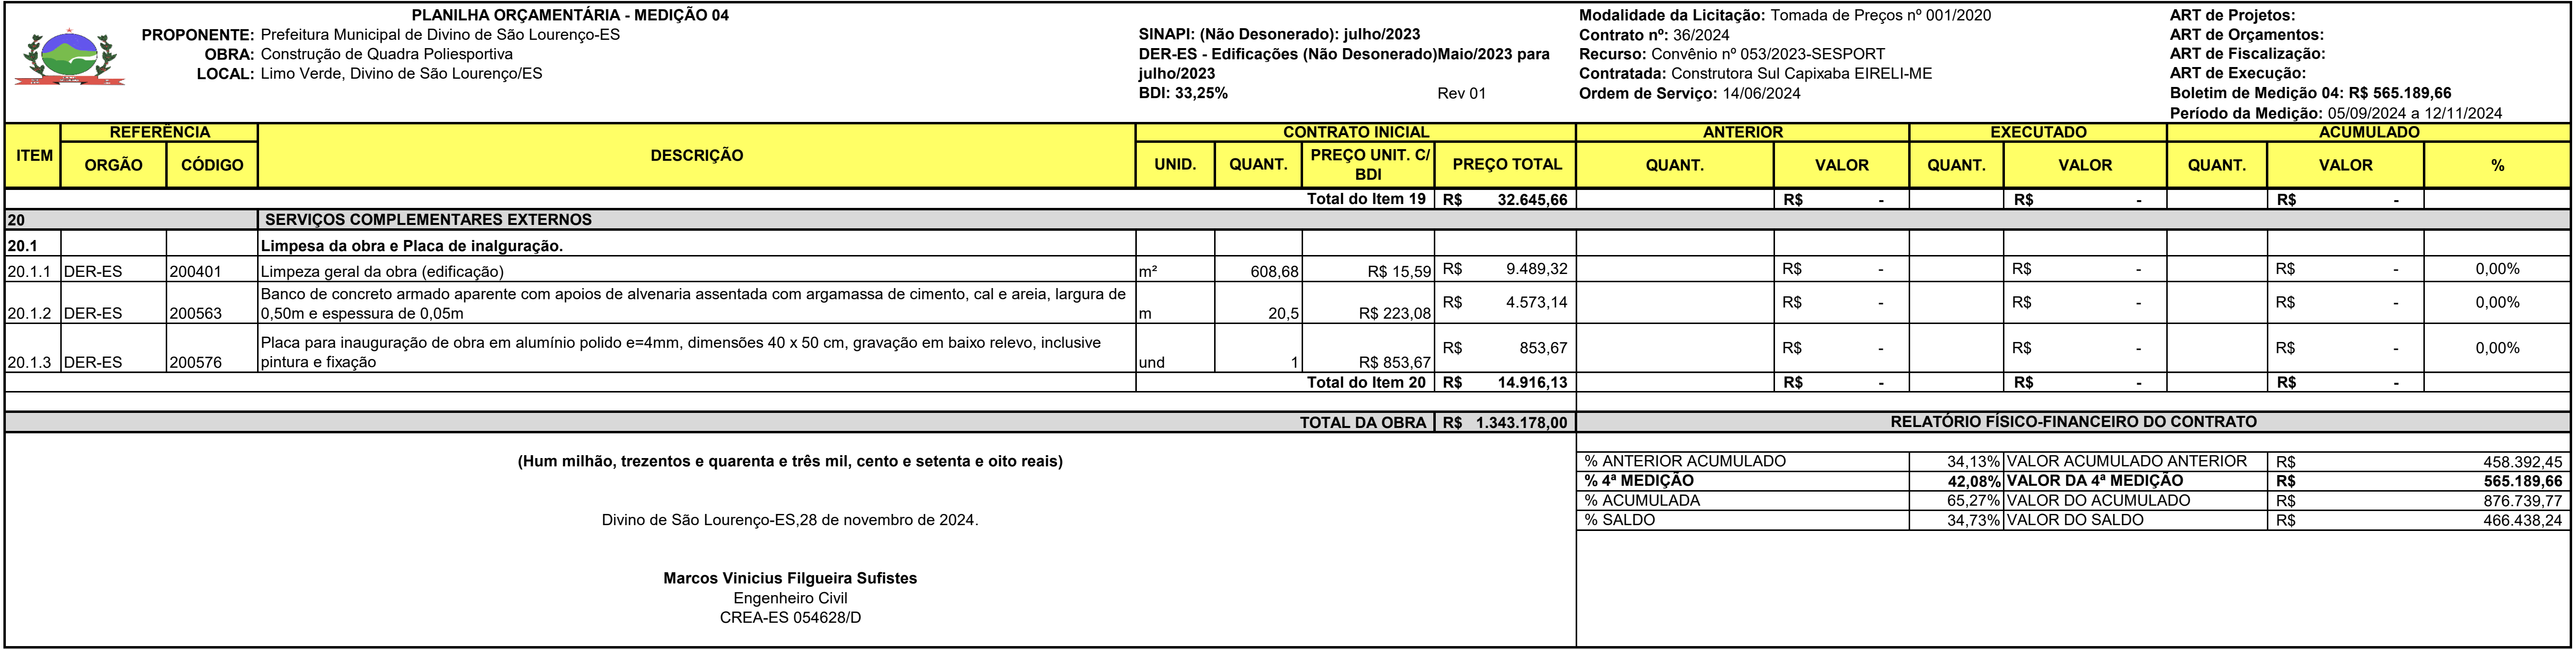 PLANILHA ORÇAMENTÁRIA - MEDIÇÃO 04
PROPONENTE: Prefeitura Municipal de Divino de São Lourenço-ES
OBRA: Construção de Quadra Poliesportiva
LOCAL: Limo Verde, Divino de São Lourenço/ES
SINAPI: (Não Desonerado): julho/2023
DER-ES - Edificações (Não Desonerado)Maio/2023 para
julho/2023
BDI: 33,25% Rev 01
Modalidade da Licitação: Tomada de Preços nº 001/2020
Contrato nº: 36/2024
Recurso: Convênio nº 053/2023-SESPORT
Contratada: Construtora Sul Capixaba EIRELI-ME
Ordem de Serviço: 14/06/2024
ART de Projetos:
ART de Orçamentos:
ART de Fiscalização:
ART de Execução:
Boletim de Medição 04: R$ 565.189,66
Período da Medição: 05/09/2024 a 12/11/2024
ITEM REFERÊNCIA DESCRIÇÃO CONTRATO INICIAL ANTERIOR EXECUTADO ACUMULADO
ORGÃO CÓDIGO UNID. QUANT. PREÇO UNIT. C/ BDI PREÇO TOTAL QUANT. VALOR QUANT. VALOR QUANT. VALOR %
Total do Item 19 R$ 32.645,66 R$ - R$ - R$ -
20 SERVIÇOS COMPLEMENTARES EXTERNOS
20.1 Limpesa da obra e Placa de inalguração.
20.1.1 DER-ES 200401 Limpeza geral da obra (edificação) m² 608,68 R$ 15,59 R$ 9.489,32 R$ - R$ - R$ - 0,00%
20.1.2 DER-ES 200563 Banco de concreto armado aparente com apoios de alvenaria assentada com argamassa de cimento, cal e areia, largura de
0,50m e espessura de 0,05m m 20,5 R$ 223,08 R$ 4.573,14 R$ - R$ - R$ - 0,00%
20.1.3 DER-ES 200576 Placa para inauguração de obra em alumínio polido e=4mm, dimensões 40 x 50 cm, gravação em baixo relevo, inclusive
pintura e fixação und 1 R$ 853,67 R$ 853,67 R$ - R$ - R$ - 0,00%
Total do Item 20 R$ 14.916,13 R$ - R$ - R$ -
TOTAL DA OBRA R$ 1.343.178,00 RELATÓRIO FÍSICO-FINANCEIRO DO CONTRATO
(Hum milhão, trezentos e quarenta e três mil, cento e setenta e oito reais)
% ANTERIOR ACUMULADO 34,13% VALOR ACUMULADO ANTERIOR R$ 458.392,45
% 4ª MEDIÇÃO 42,08% VALOR DA 4ª MEDIÇÃO R$ 565.189,66
% ACUMULADA 65,27% VALOR DO ACUMULADO R$ 876.739,77
% SALDO 34,73% VALOR DO SALDO R$ 466.438,24
Divino de São Lourenço-ES,28 de novembro de 2024.
Marcos Vinicius Filgueira Sufistes
Engenheiro Civil
CREA-ES 054628/D